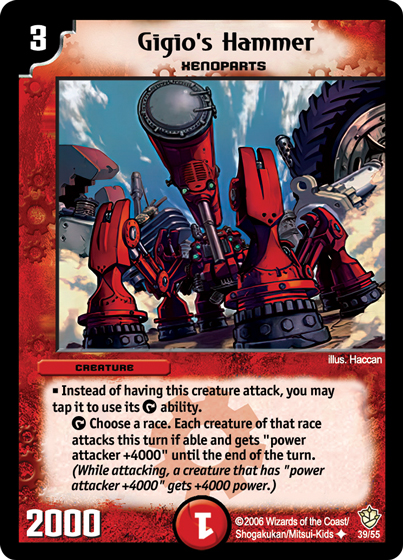 3
Gigio's Hammer
XENOPARTS
illus. Haccan
CREATURE
▪ Instead of having this creature attack, you may
tap it to use its ability.
Choose a race. Each creature of that race
attacks this turn if able and gets "power
attacker +4000" until the end of the turn.
(While attacking, a creature that has "power
attacker +4000" gets +4000 power.)
2000
1
©2006 Wizards of the Coast/
Shogakukan/Mitsui-Kids ✦ 39/55